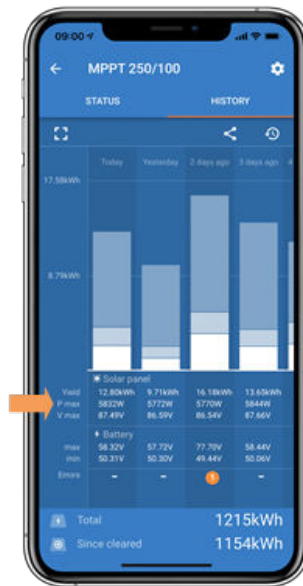 09:00
MPPT 250/100
STATUS HISTORY
Today Yesterday 2 days ago 3 days ago 4
17.58kWh
8.79kWh
Solar panel
Yield 12.80kWh 9.71kWh 16.18kWh 13.65kWh
P max 5832W 5772W 5770W 5844W
V max 87.49V 86.59V 86.54V 87.66V
Battery
max 58.32V 57.72V 77.70V 58.44V
min 50.31V 50.30V 49.44V 50.06V
Errors - - 1 -
Total 1215kWh
Since cleared 1154kWh